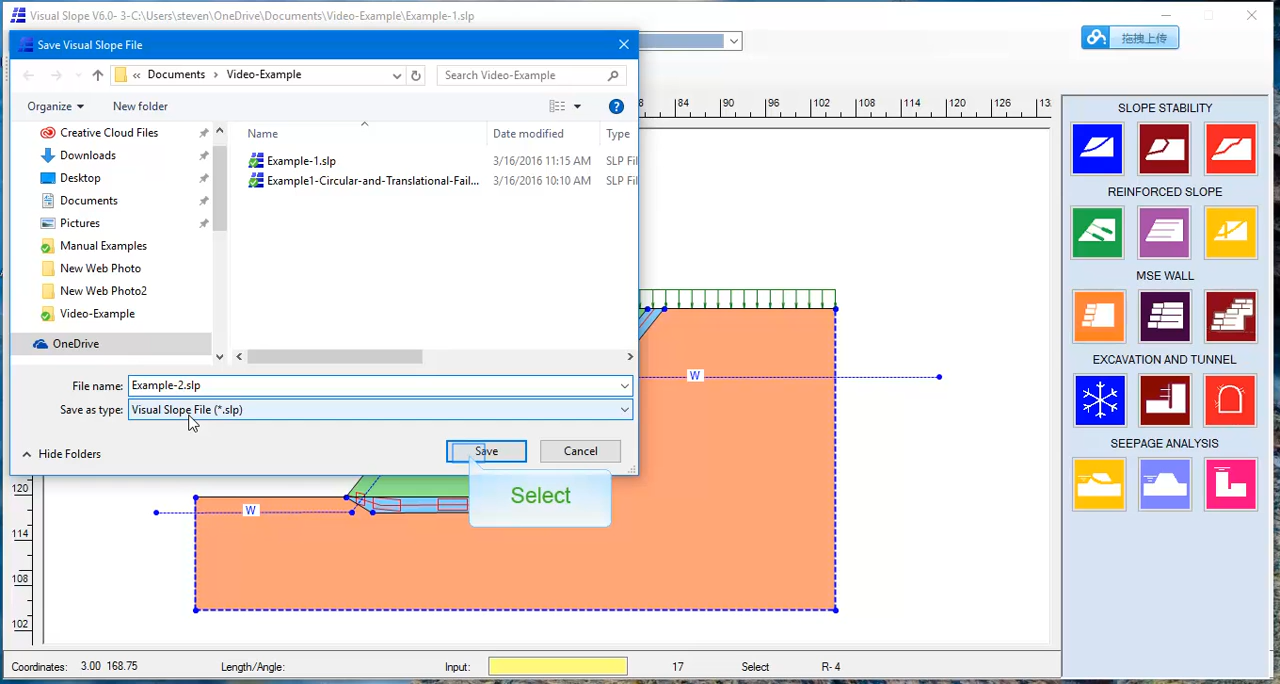 Visual Slope V6.0- 3-C:\Users\steven\OneDrive\Documents\Video-Example\Example-1.slp
Save Visual Slope File
拖拽上传
« Documents › Video-Example
Search Video-Example
Organize
New folder
Creative Cloud Files
Downloads
Desktop
Documents
Pictures
Manual Examples
New Web Photo
New Web Photo2
Video-Example
OneDrive
Name Date modified Type
Example-1.slp 3/16/2016 11:15 AM SLP Fil
Example1-Circular-and-Translational-Fail... 3/16/2016 10:10 AM SLP Fil
File name: Example-2.slp
Save as type: Visual Slope File (*.slp)
Hide Folders
Save
Cancel
Select
84 90 96 102 108 114 120 126
120
114
108
102
W
W
SLOPE STABILITY
REINFORCED SLOPE
MSE WALL
EXCAVATION AND TUNNEL
SEEPAGE ANALYSIS
Coordinates: 3.00 168.75 Length/Angle: Input: 17 Select R- 4